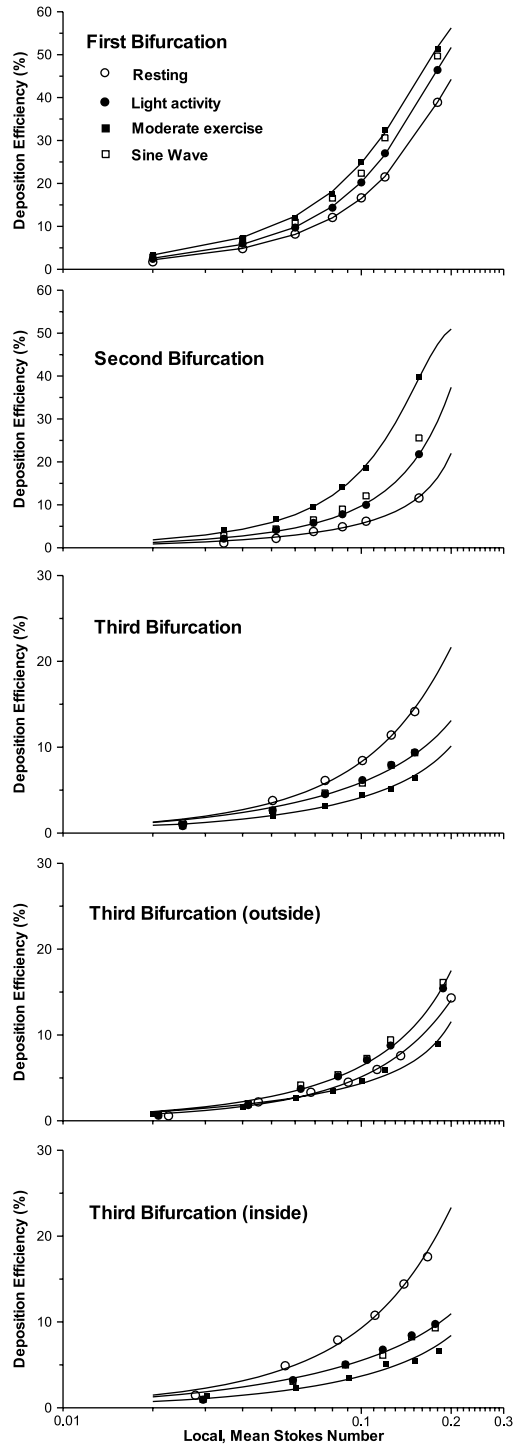 60
50
40
30
20
10
0
Deposition Efficiency (%)
First Bifurcation
Resting
Light activity
Moderate exercise
Sine Wave
60
50
40
30
20
10
0
Deposition Efficiency (%)
Second Bifurcation
30
20
10
0
Deposition Efficiency (%)
Third Bifurcation
30
20
10
0
Deposition Efficiency (%)
Third Bifurcation (outside)
30
20
10
0
Deposition Efficiency (%)
Third Bifurcation (inside)
0.01
0.1
0.2
0.3
Local, Mean Stokes Number